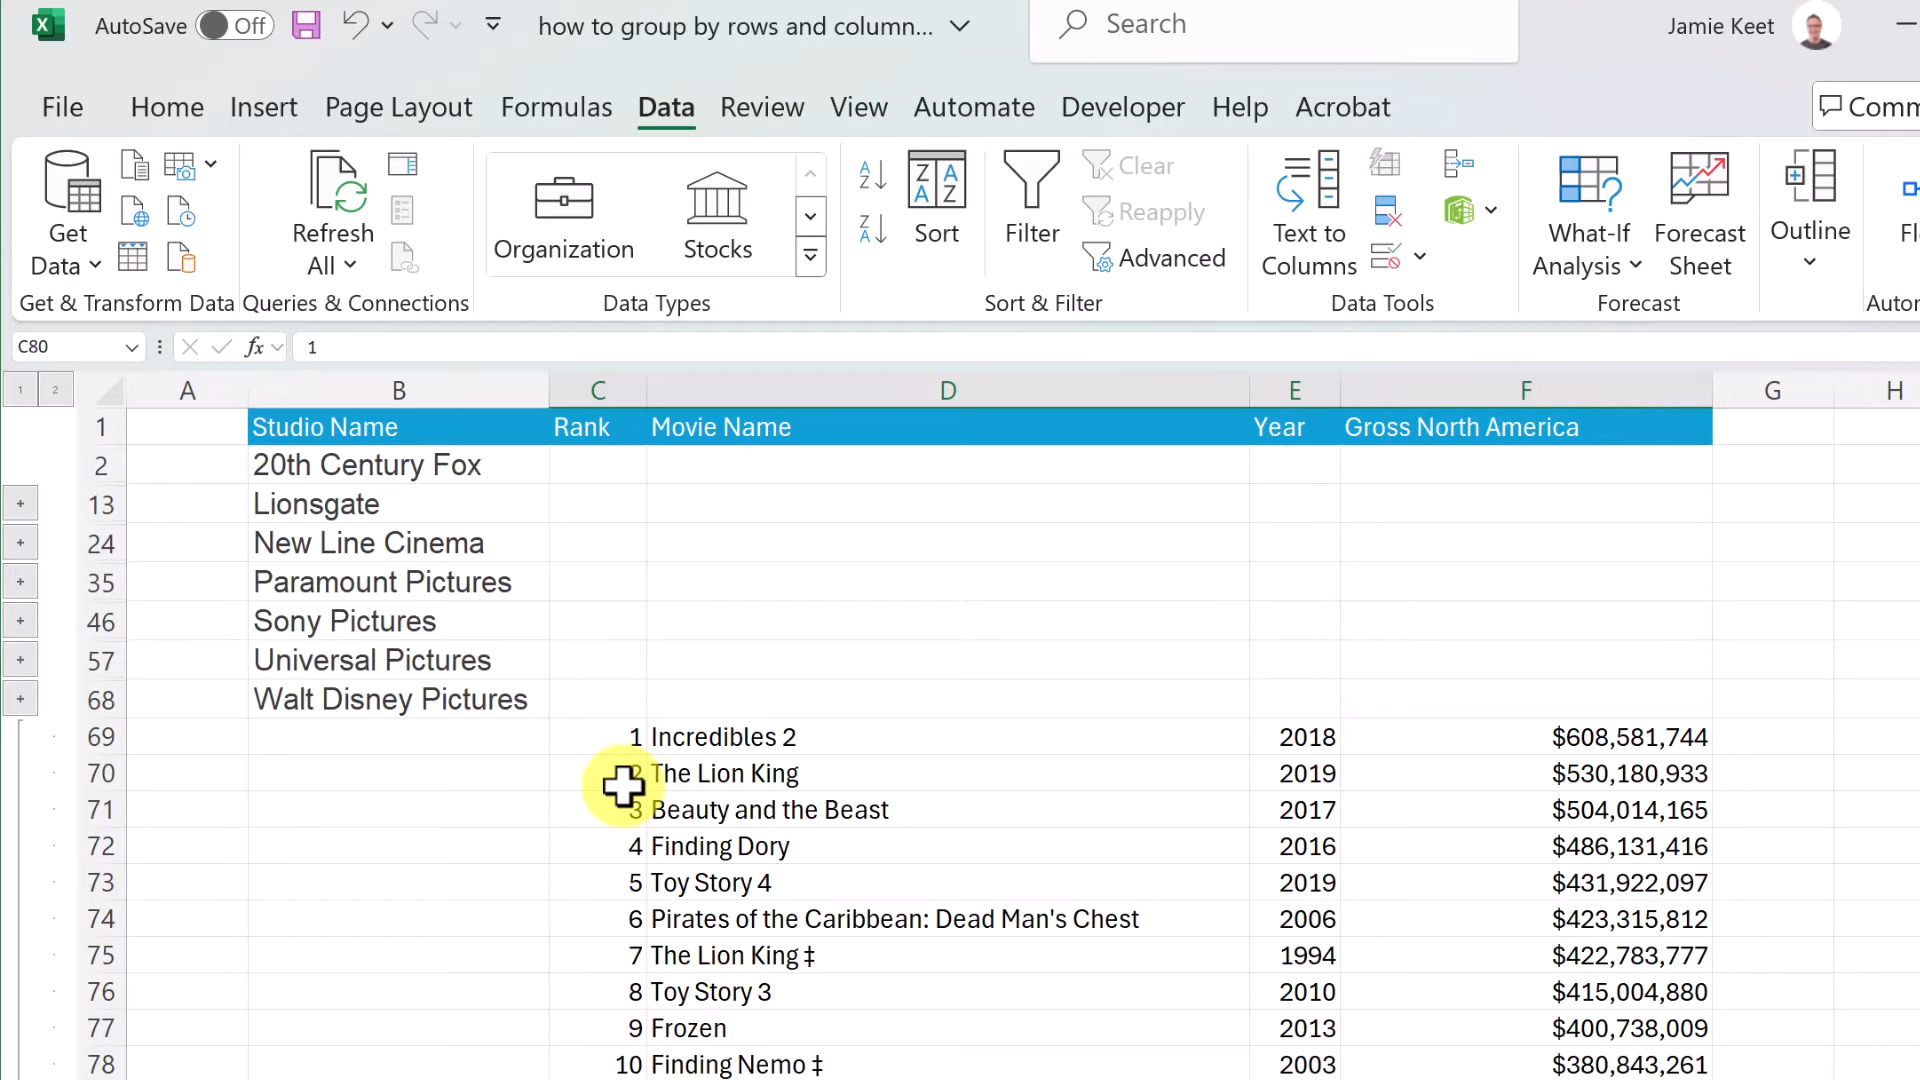 AutoSave Off how to group by rows and column... Search Jamie Keet
File Home Insert Page Layout Formulas Data Review View Automate Developer Help Acrobat Comm
Get Data Refresh All Organization Stocks Sort Filter Clear Reapply Advanced Text to Columns What-If Analysis Forecast Sheet Outline Fl
Get & Transform Data Queries & Connections Data Types Sort & Filter Data Tools Forecast Autor
C80 fx 1
1 2 A B C D E F G H
1 Studio Name Rank Movie Name Year Gross North America
2 20th Century Fox
+ 13 Lionsgate
+ 24 New Line Cinema
+ 35 Paramount Pictures
+ 46 Sony Pictures
+ 57 Universal Pictures
+ 68 Walt Disney Pictures
69 1 Incredibles 2 2018 $608,581,744
70 2 The Lion King 2019 $530,180,933
71 3 Beauty and the Beast 2017 $504,014,165
72 4 Finding Dory 2016 $486,131,416
73 5 Toy Story 4 2019 $431,922,097
74 6 Pirates of the Caribbean: Dead Man's Chest 2006 $423,315,812
75 7 The Lion King ‡ 1994 $422,783,777
76 8 Toy Story 3 2010 $415,004,880
77 9 Frozen 2013 $400,738,009
78 10 Finding Nemo ‡ 2003 $380,843,261